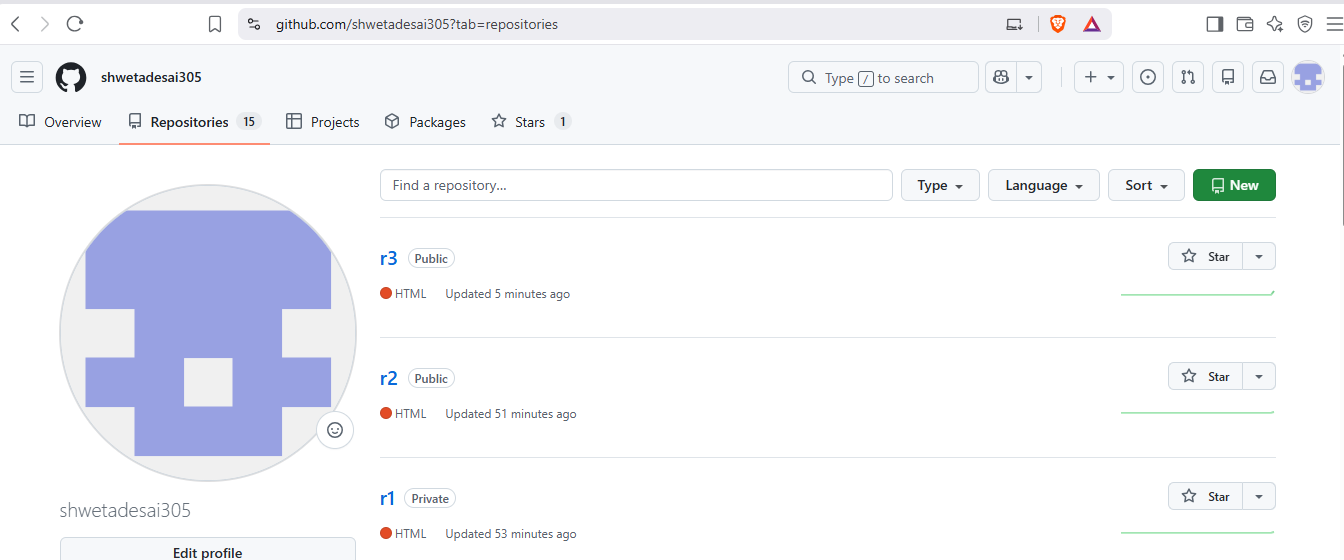 github.com/shwetadesai305?tab=repositories
shwetadesai305
Type / to search
Overview
Repositories 15
Projects
Packages
Stars 1
Find a repository...
Type
Language
Sort
New
r3 Public
Star
HTML Updated 5 minutes ago
r2 Public
Star
HTML Updated 51 minutes ago
r1 Private
Star
HTML Updated 53 minutes ago
shwetadesai305
Edit profile